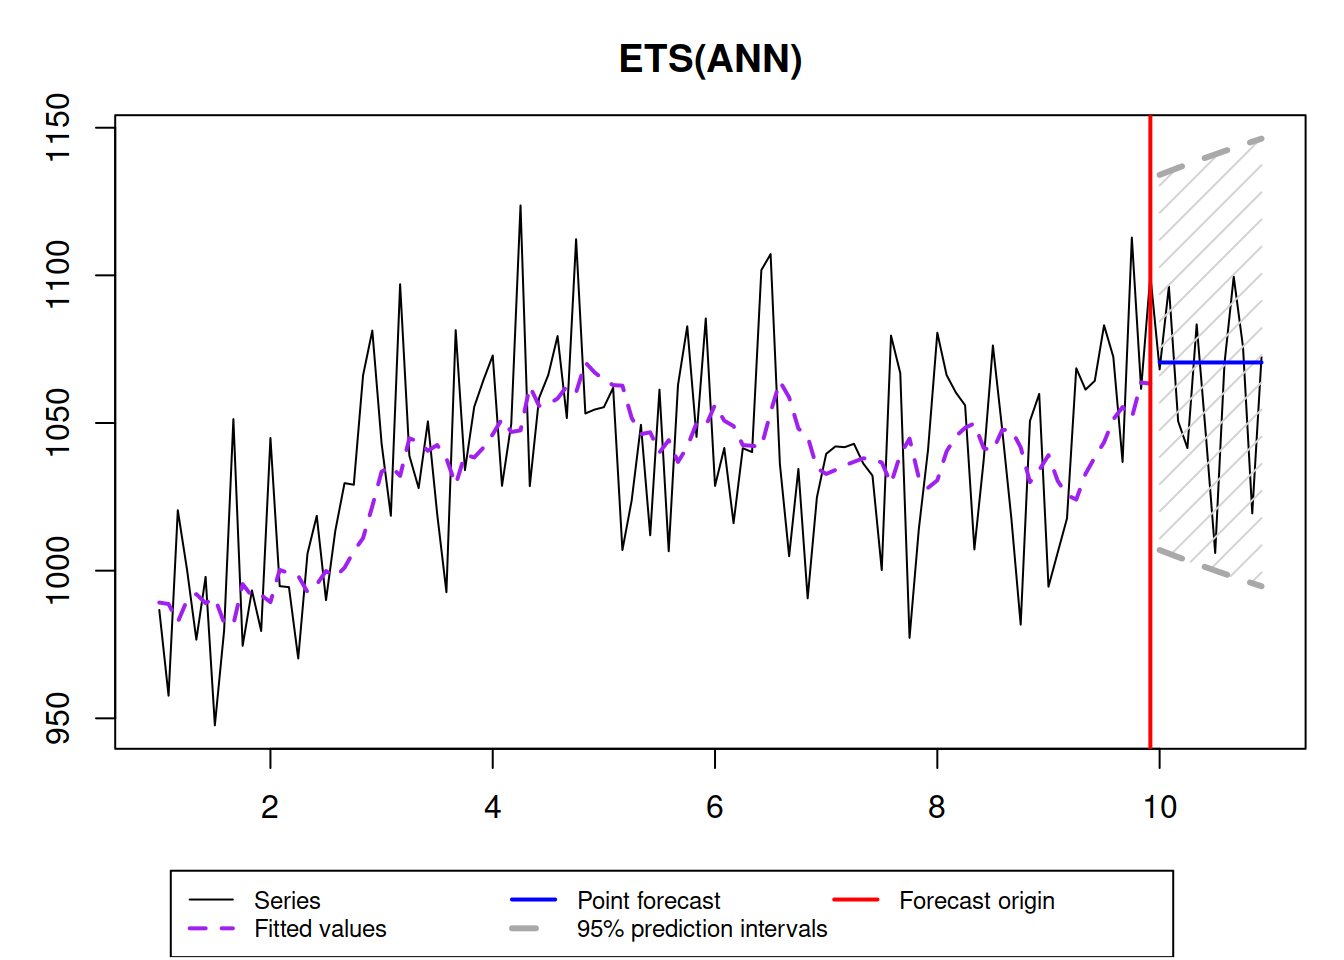 ETS(ANN)
1150
1100
1050
1000
950
2 4 6 8 10
Series Point forecast Forecast origin
Fitted values 95% prediction intervals